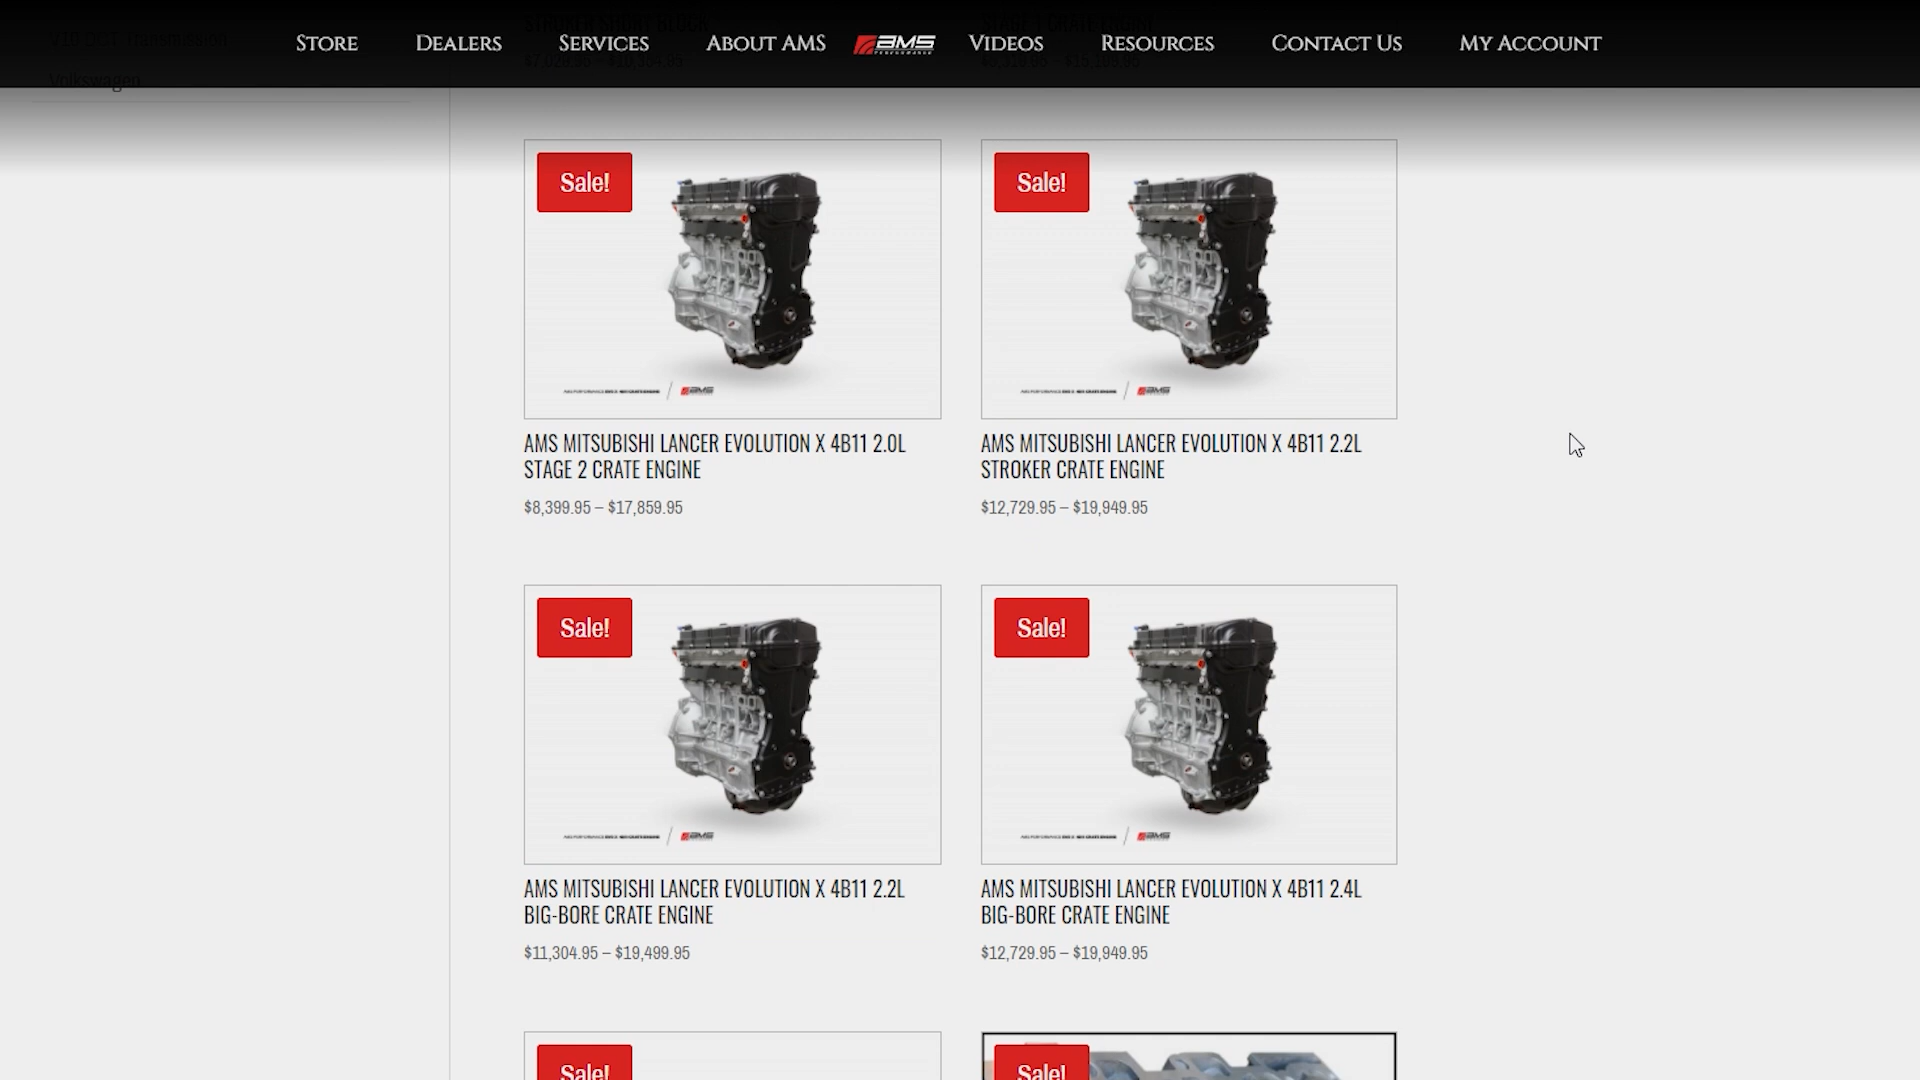 STORE
DEALERS
SERVICES
ABOUT AMS
AMS
PERFORMANCE
VIDEOS
RESOURCES
CONTACT US
MY ACCOUNT
Volkswagen
Sale!
Sale!
AMS MITSUBISHI LANCER EVOLUTION X 4B11 2.0L
STAGE 2 CRATE ENGINE
$8,399.95 – $17,859.95
AMS MITSUBISHI LANCER EVOLUTION X 4B11 2.2L
STROKER CRATE ENGINE
$12,729.95 – $19,949.95
Sale!
Sale!
AMS MITSUBISHI LANCER EVOLUTION X 4B11 2.2L
BIG-BORE CRATE ENGINE
$11,304.95 – $19,499.95
AMS MITSUBISHI LANCER EVOLUTION X 4B11 2.4L
BIG-BORE CRATE ENGINE
$12,729.95 – $19,949.95
Sale!
Sale!